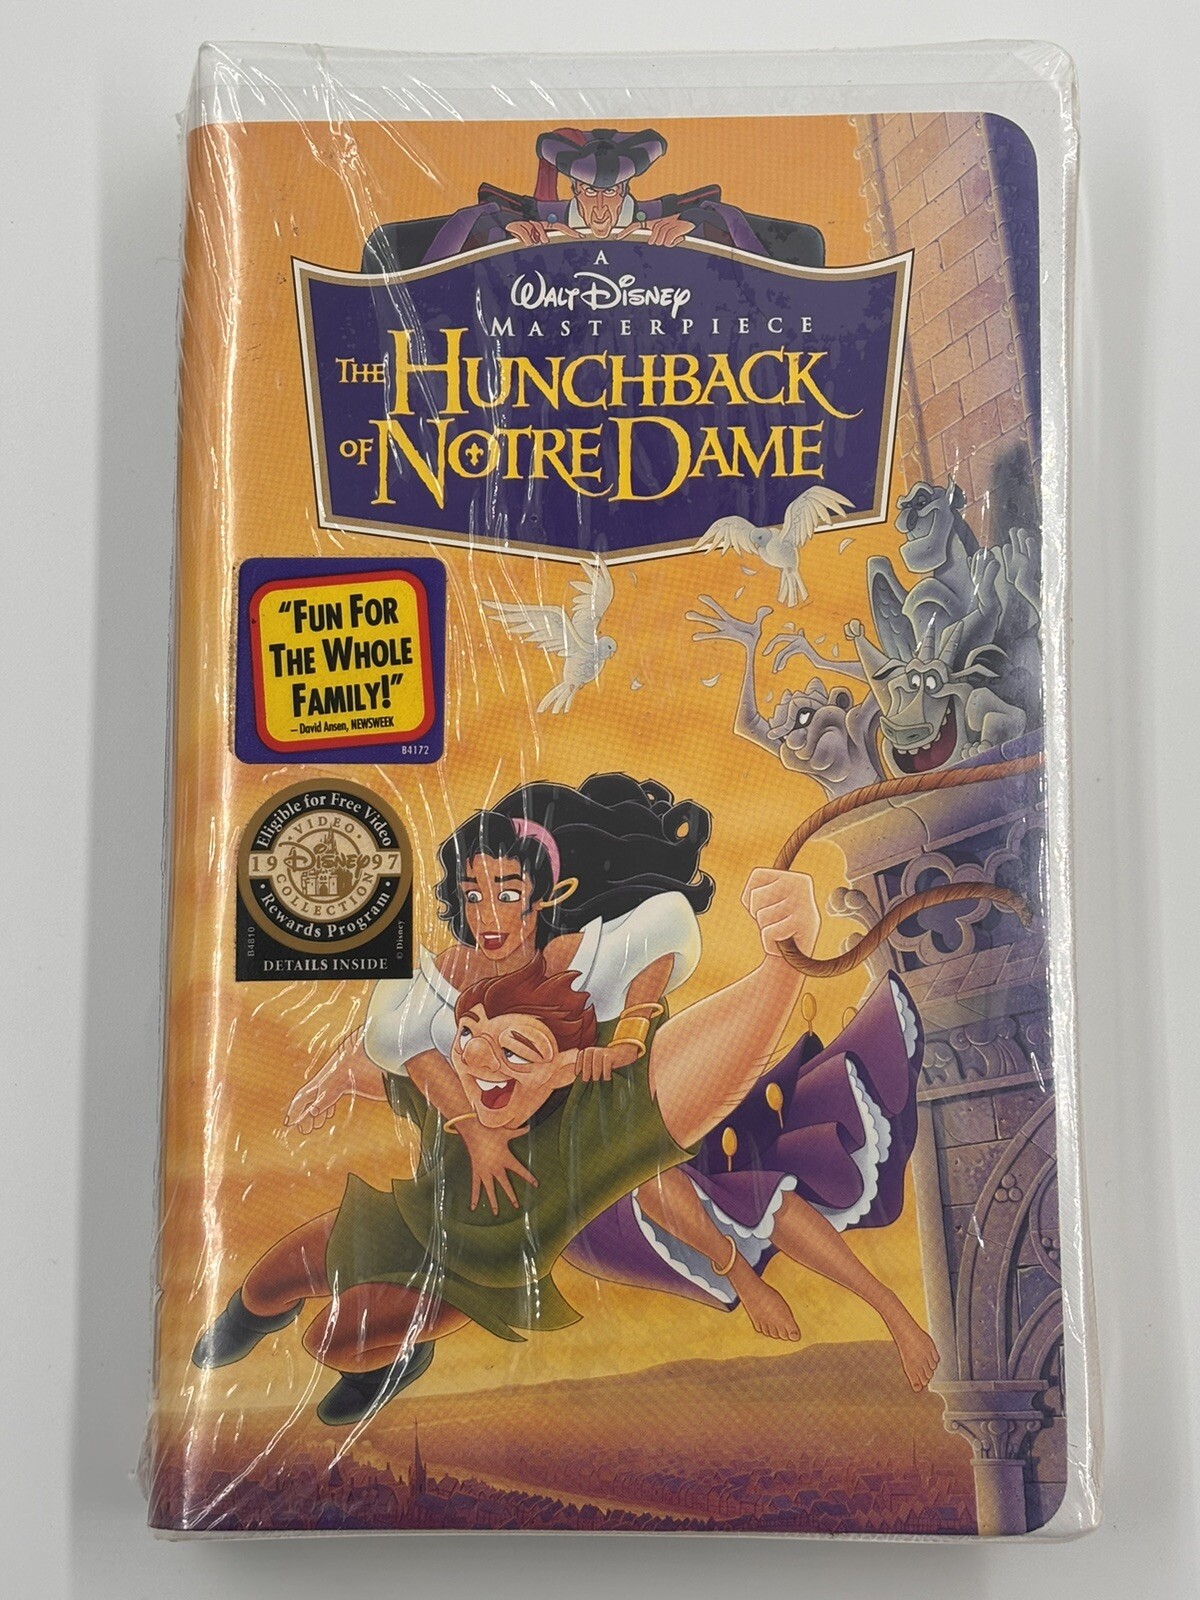 A
WALT DISNEY
MASTERPIECE
THE HUNCHBACK
OF NOTRE DAME
"FUN FOR
THE WHOLE
FAMILY!"
– David Ansen, NEWSWEEK
B4172
Eligible for Free Video
VIDEO
19 DISNEY 97
COLLECTION
• Rewards Program •
B4810
© Disney
DETAILS INSIDE